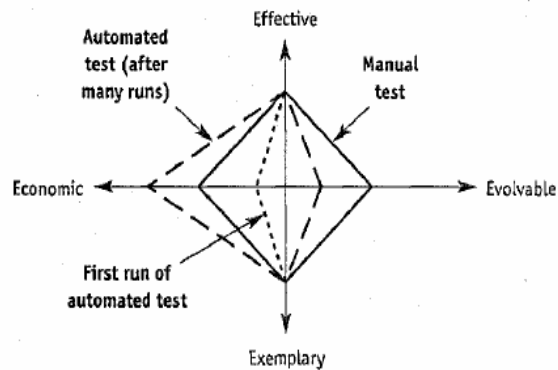 Effective
Automated
test (after
many runs)
Manual
test
Economic
Evolvable
First run of
automated test
Exemplary